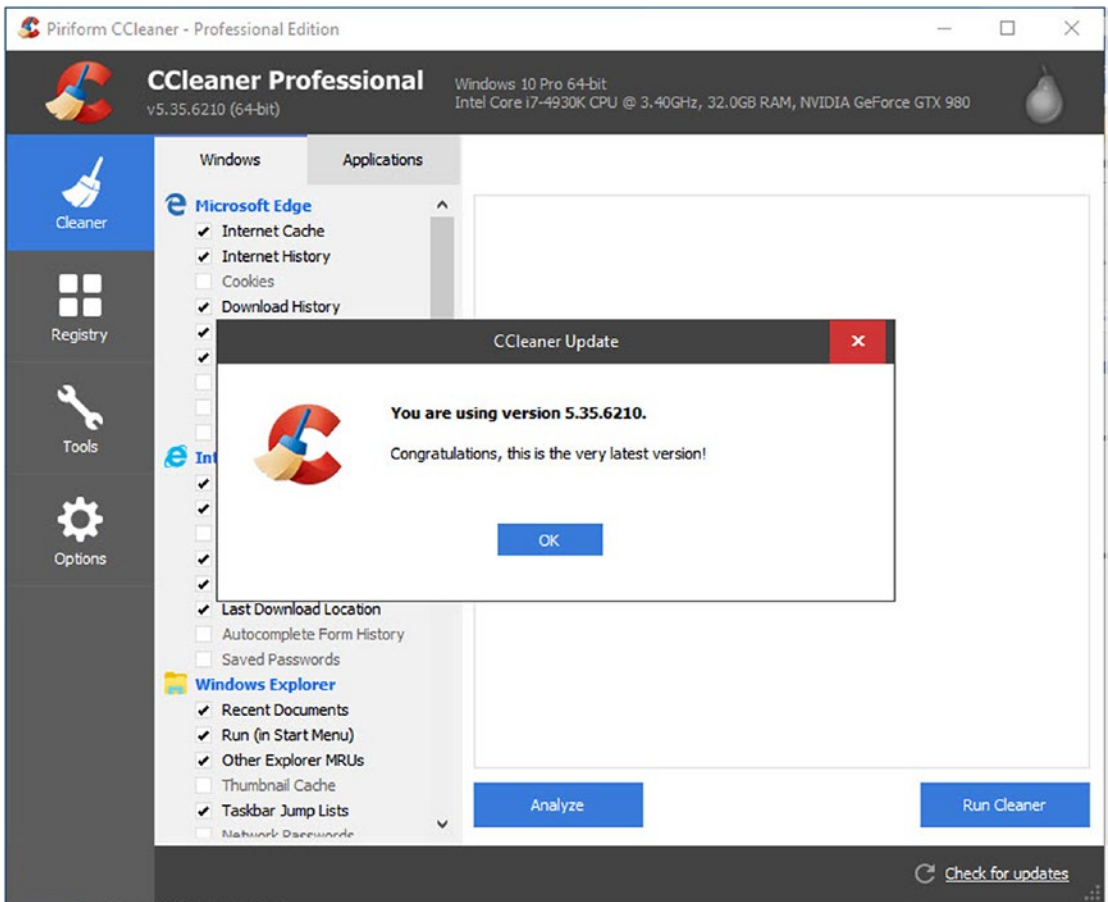 Piriform CCleaner - Professional Edition
CCleaner Professional
v5.35.6210 (64-bit)
Windows 10 Pro 64-bit
Intel Core i7-4930K CPU @ 3.40GHz, 32.0GB RAM, NVIDIA GeForce GTX 980
Cleaner
Registry
Tools
Options
Windows
Applications
Microsoft Edge
Internet Cache
Internet History
Cookies
Download History
Int
Last Download Location
Autocomplete Form History
Saved Passwords
Windows Explorer
Recent Documents
Run (in Start Menu)
Other Explorer MRUs
Thumbnail Cache
Taskbar Jump Lists
Network Passwords
CCleaner Update
You are using version 5.35.6210.
Congratulations, this is the very latest version!
OK
Analyze
Run Cleaner
Check for updates